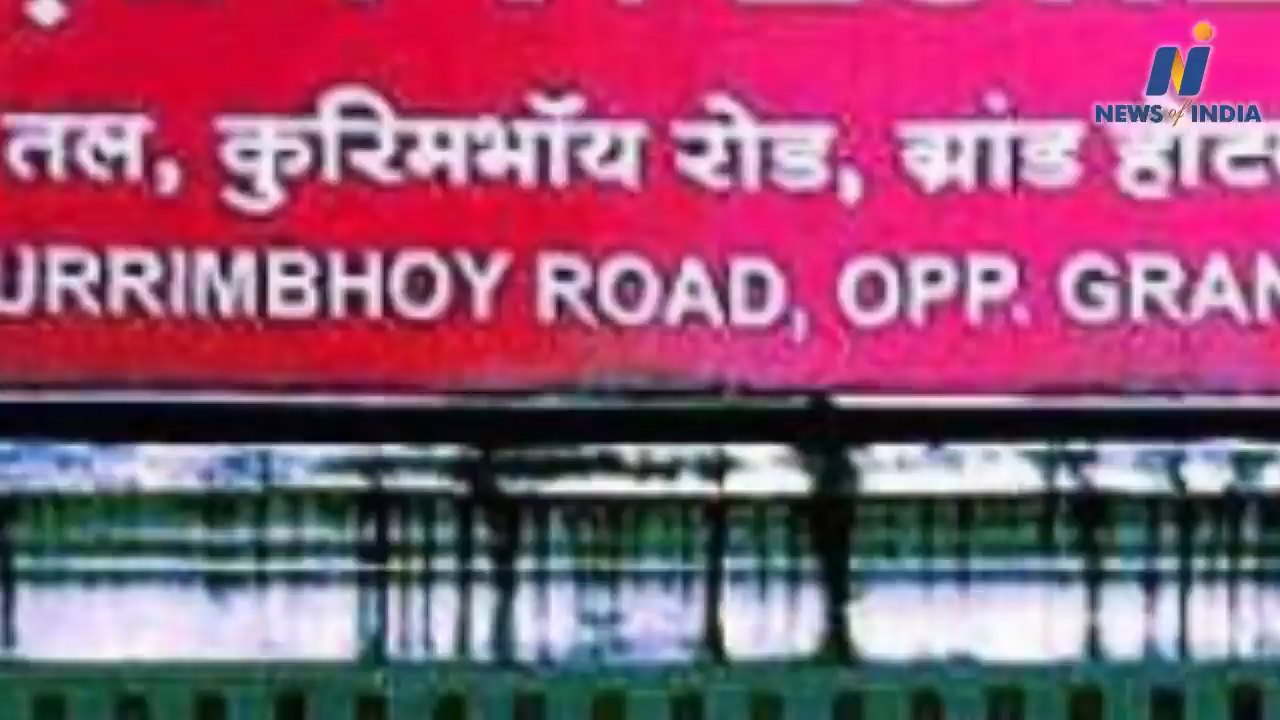 NEWS of INDIA
तल, कुरिमभॉय रोड, ग्रांड
URRIMBHOY ROAD, OPP. GRAN